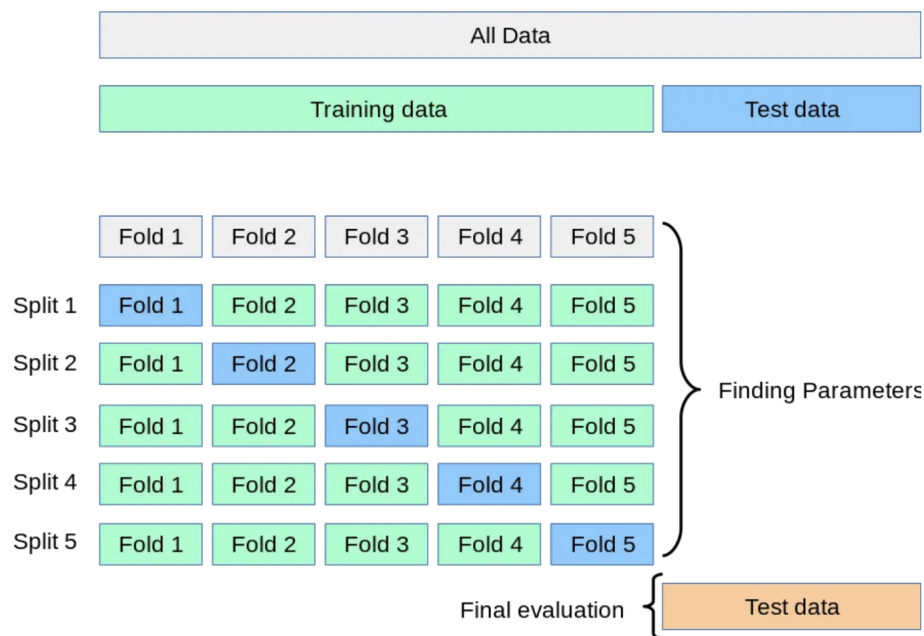 All Data
Training data Test data
Fold 1 Fold 2 Fold 3 Fold 4 Fold 5
Split 1 Fold 1 Fold 2 Fold 3 Fold 4 Fold 5
Split 2 Fold 1 Fold 2 Fold 3 Fold 4 Fold 5
Split 3 Fold 1 Fold 2 Fold 3 Fold 4 Fold 5
Finding Parameters
Split 4 Fold 1 Fold 2 Fold 3 Fold 4 Fold 5
Split 5 Fold 1 Fold 2 Fold 3 Fold 4 Fold 5
Final evaluation Test data